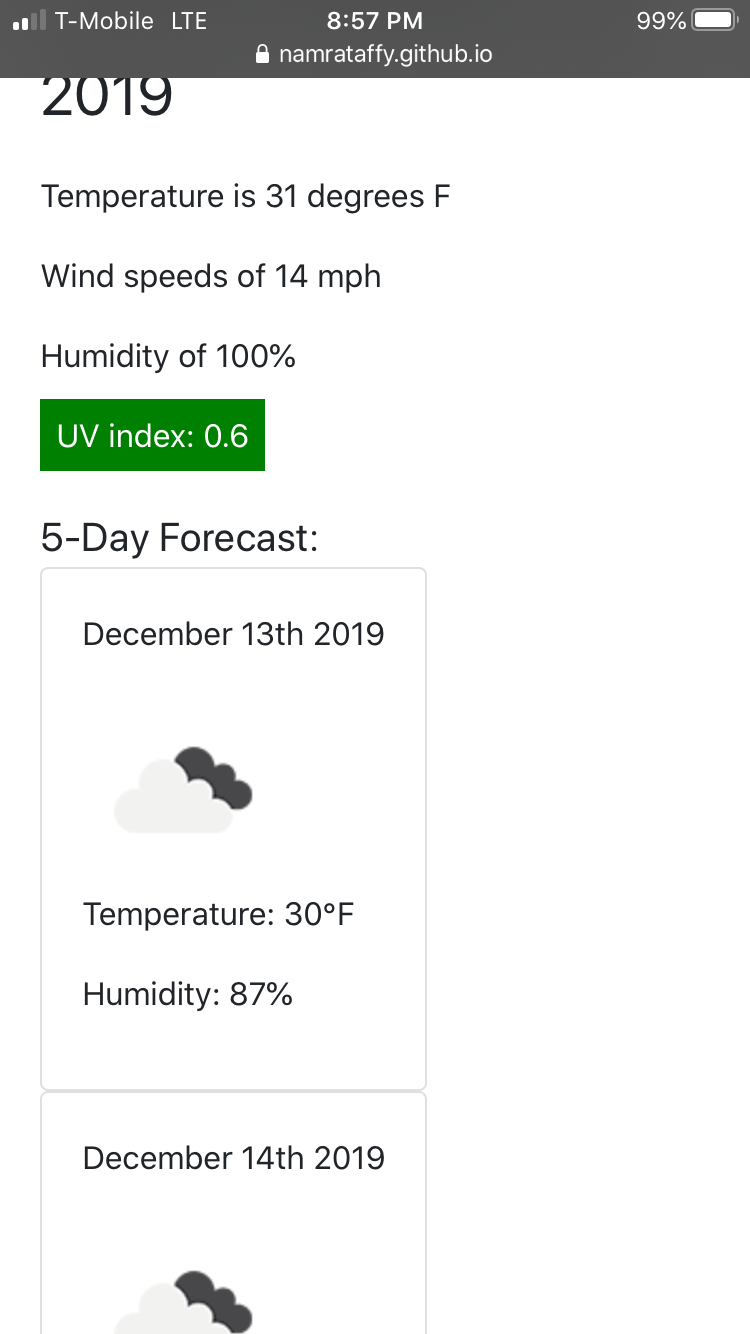 T-Mobile LTE 8:57 PM 99%
namrataffy.github.io
2019
Temperature is 31 degrees F
Wind speeds of 14 mph
Humidity of 100%
UV index: 0.6
5-Day Forecast:
December 13th 2019
Temperature: 30°F
Humidity: 87%
December 14th 2019